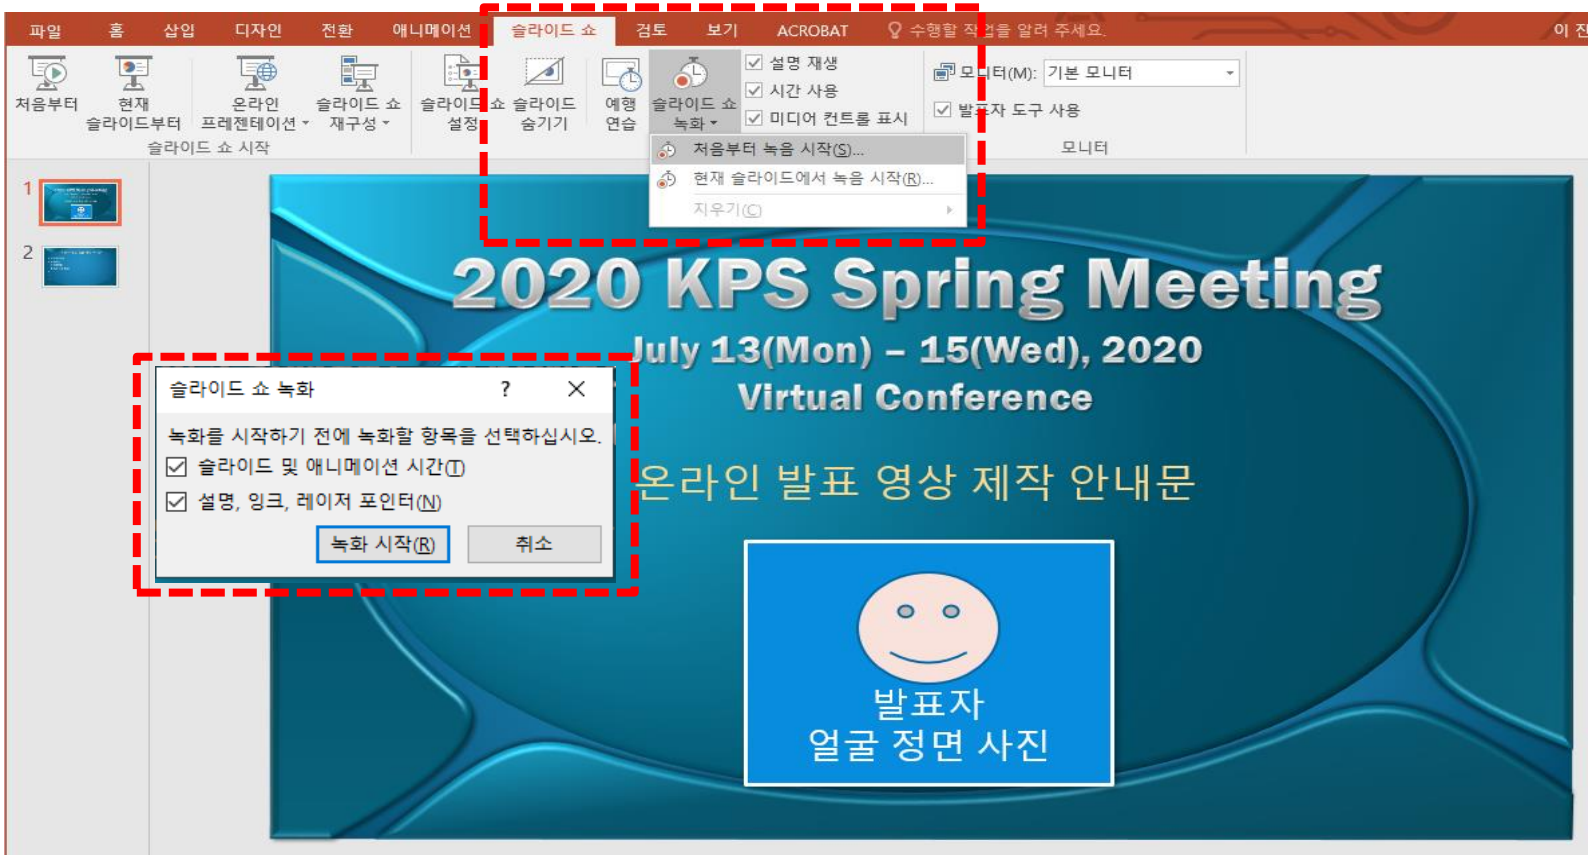 파일 홈 삽입 디자인 전환 애니메이션 슬라이드 쇼 검토 보기 ACROBAT 수행할 작업을 알려 주세요. 이 진
처음부터
현재
슬라이드부터
온라인
프레젠테이션
슬라이드 쇼
재구성
슬라이드 쇼
설정
슬라이드
숨기기
예행
연습
슬라이드 쇼
녹화
설명 재생
시간 사용
미디어 컨트롤 표시
모니터(M): 기본 모니터
발표자 도구 사용
슬라이드 쇼 시작
모니터
처음부터 녹음 시작(S)...
현재 슬라이드에서 녹음 시작(R)...
지우기(C)
1
2
2020 KPS Spring Meeting
July 13(Mon) – 15(Wed), 2020
Virtual Conference
슬라이드 쇼 녹화 ?
녹화를 시작하기 전에 녹화할 항목을 선택하십시오.
슬라이드 및 애니메이션 시간(T)
설명, 잉크, 레이저 포인터(N)
녹화 시작(R) 취소
온라인 발표 영상 제작 안내문
발표자
얼굴 정면 사진